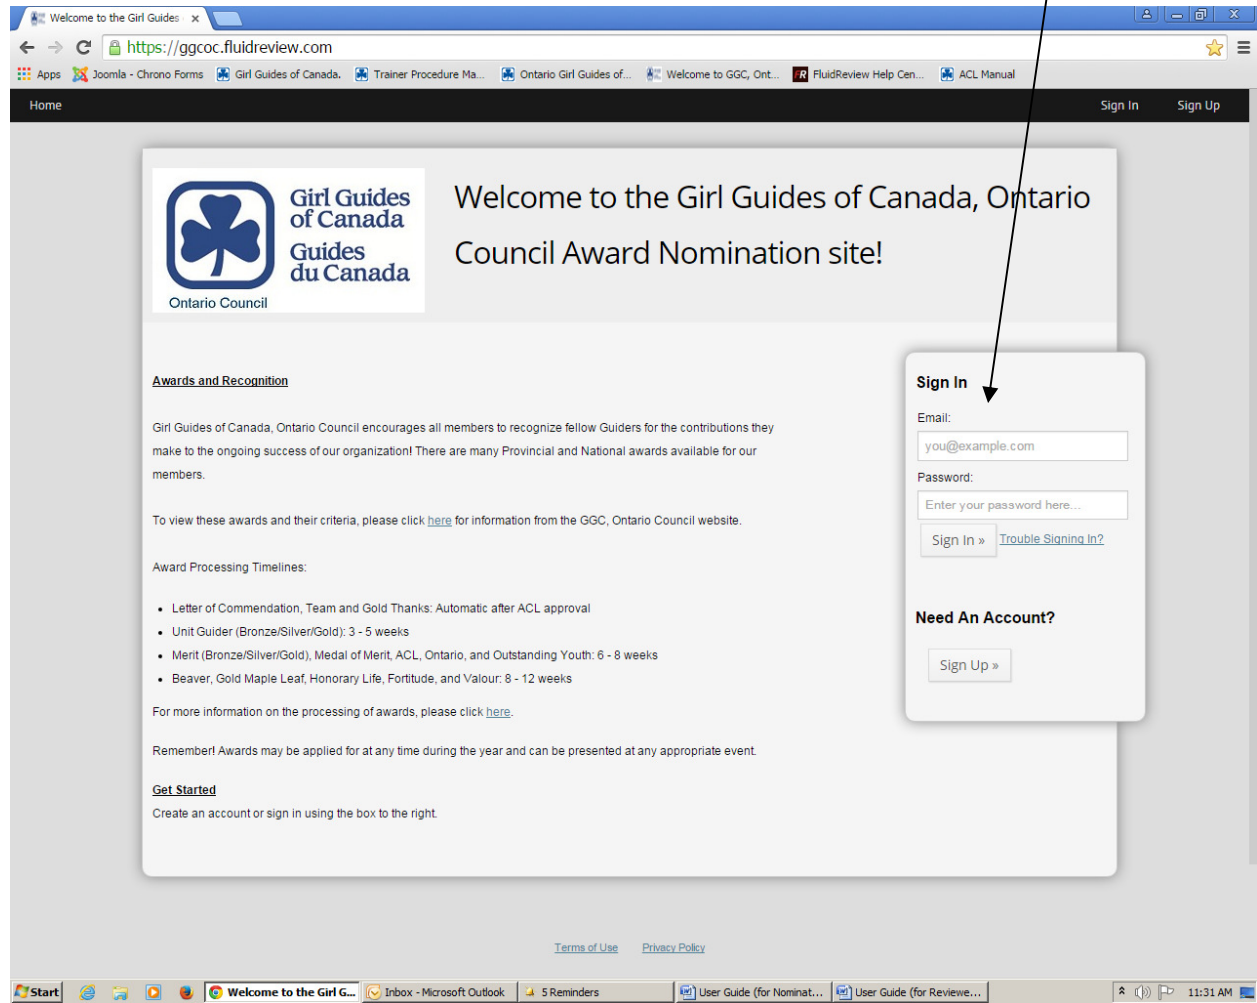 Welcome to the Girl Guides
https://ggcoc.fluidreview.com
Apps Joomla - Chrono Forms Girl Guides of Canada. Trainer Procedure Ma... Ontario Girl Guides of... Welcome to GGC, Ont... FR FluidReview Help Cen... ACL Manual
Home Sign In Sign Up
Girl Guides
of Canada
Guides
du Canada
Ontario Council
Welcome to the Girl Guides of Canada, Ontario
Council Award Nomination site!
Awards and Recognition
Girl Guides of Canada, Ontario Council encourages all members to recognize fellow Guiders for the contributions they
make to the ongoing success of our organization! There are many Provincial and National awards available for our
members.
To view these awards and their criteria, please click here for information from the GGC, Ontario Council website.
Award Processing Timelines:
• Letter of Commendation, Team and Gold Thanks: Automatic after ACL approval
• Unit Guider (Bronze/Silver/Gold): 3 - 5 weeks
• Merit (Bronze/Silver/Gold), Medal of Merit, ACL, Ontario, and Outstanding Youth: 6 - 8 weeks
• Beaver, Gold Maple Leaf, Honorary Life, Fortitude, and Valour: 8 - 12 weeks
For more information on the processing of awards, please click here.
Remember! Awards may be applied for at any time during the year and can be presented at any appropriate event.
Get Started
Create an account or sign in using the box to the right.
Sign In
Email:
you@example.com
Password:
Enter your password here...
Sign In » Trouble Signing In?
Need An Account?
Sign Up »
Terms of Use Privacy Policy
Start Welcome to the Girl G... Inbox - Microsoft Outlook 5 Reminders User Guide (for Nominat... User Guide (for Reviewe... 11:31 AM